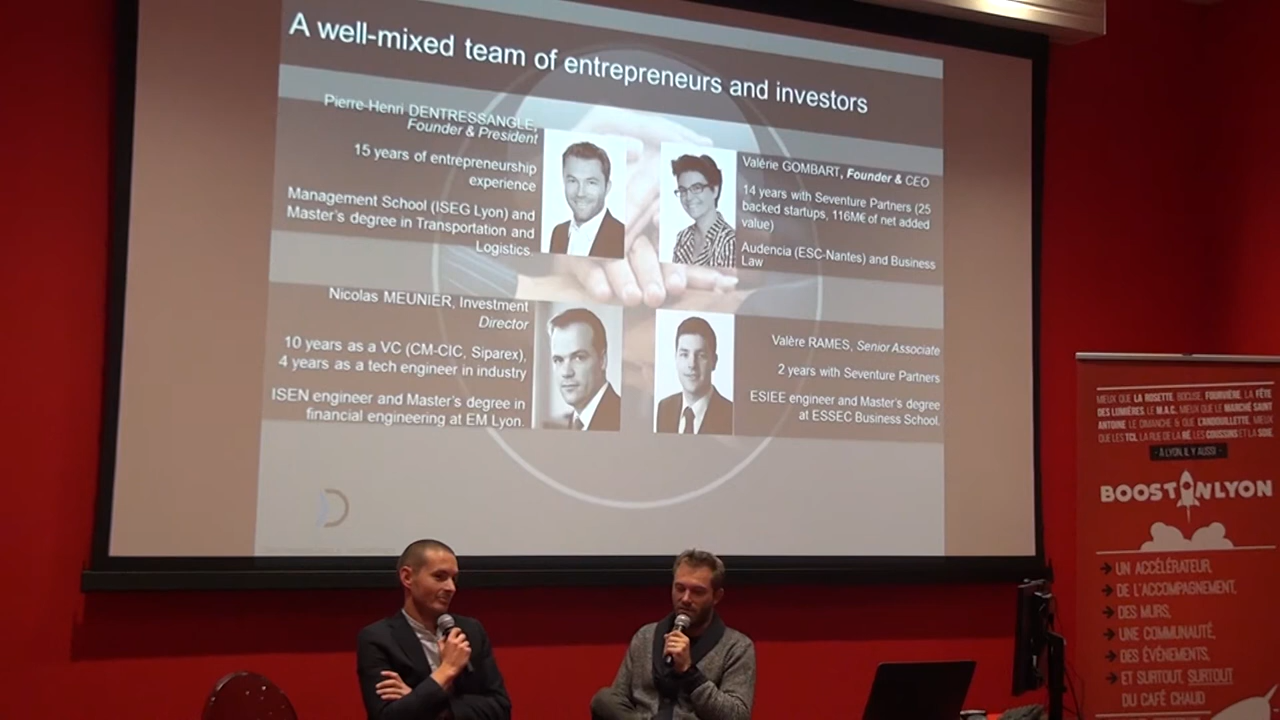 A well-mixed team of entrepreneurs and investors
Pierre-Henri DENTRESSANGLE,
Founder & President
15 years of entrepreneurship
experience
Management School (ISEG Lyon) and
Master's degree in Transportation and
Logistics.
Valérie GOMBART, Founder & CEO
14 years with Seventure Partners (25
backed startups, 116M€ of net added
value)
Audencia (ESC-Nantes) and Business
Law
Nicolas MEUNIER, Investment
Director
10 years as a VC (CM-CIC, Siparex),
4 years as a tech engineer in industry
ISEN engineer and Master's degree in
financial engineering at EM Lyon.
Valère RAMES, Senior Associate
2 years with Seventure Partners
ESIEE engineer and Master's degree
at ESSEC Business School.
MIEUX QUE LA ROSETTE, BOCUSE, FOURVIÈRE, LA FÊTE
DES LUMIÈRES, LE M.A.C, MIEUX QUE LE MARCHÉ SAINT
ANTOINE LE DIMANCHE & QUE L'ANDOUILLETTE, MIEUX
QUE LES TCL, LA RUE DE LA RÉ, LES COUSSINS ET LA SOIE
- À LYON, IL Y AUSSI -
BOOST IN LYON
UN ACCÉLÉRATEUR,
DE L'ACCOMPAGNEMENT,
DES MURS,
UNE COMMUNAUTÉ,
DES ÉVÉNEMENTS,
ET SURTOUT, SURTOUT
DU CAFÉ CHAUD